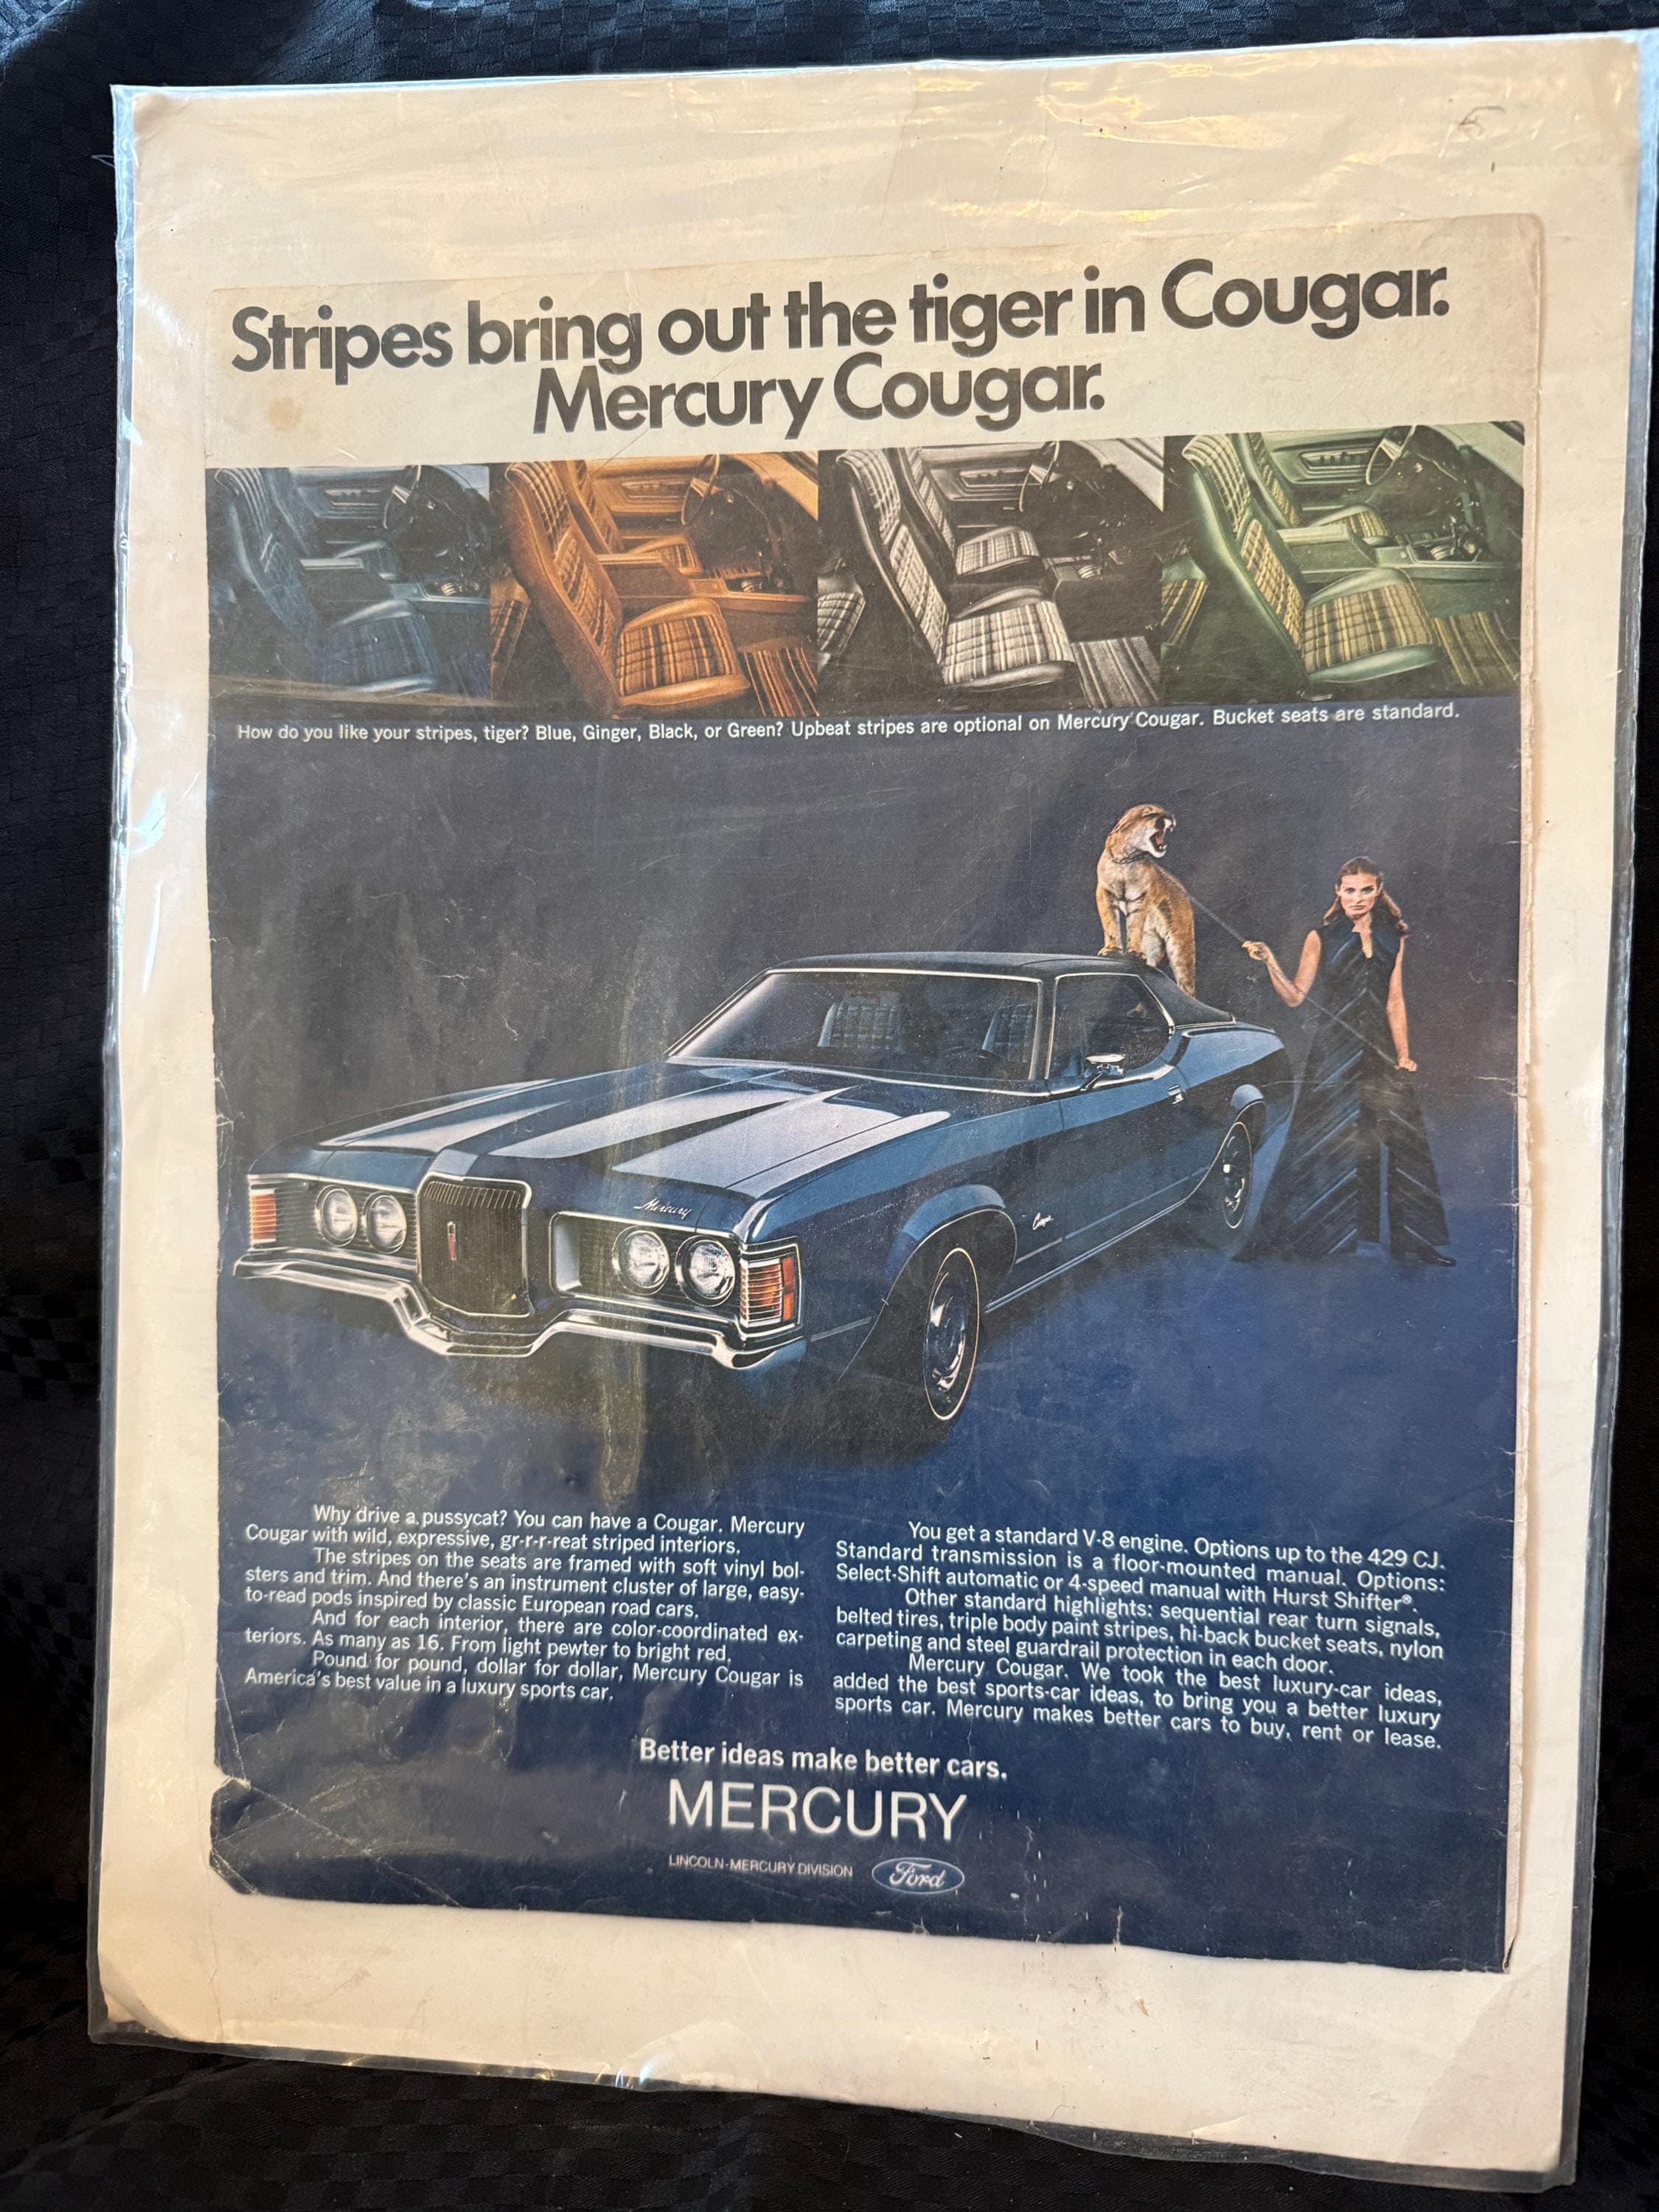 Stripes bring out the tiger in Cougar.
Mercury Cougar.
How do you like your stripes, tiger? Blue, Ginger, Black, or Green? Upbeat stripes are optional on Mercury Cougar. Bucket seats are standard.
Mercury
Cougar
Why drive a pussycat? You can have a Cougar. Mercury
Cougar with wild, expressive, gr-r-r-reat striped interiors.
The stripes on the seats are framed with soft vinyl bol-
sters and trim. And there's an instrument cluster of large, easy-
to-read pods inspired by classic European road cars.
And for each interior, there are color-coordinated ex-
teriors. As many as 16. From light pewter to bright red.
Pound for pound, dollar for dollar, Mercury Cougar is
America's best value in a luxury sports car.
You get a standard V-8 engine. Options up to the 429 CJ.
Standard transmission is a floor-mounted manual. Options:
Select-Shift automatic or 4-speed manual with Hurst Shifter®.
Other standard highlights: sequential rear turn signals,
belted tires, triple body paint stripes, hi-back bucket seats, nylon
carpeting and steel guardrail protection in each door.
Mercury Cougar. We took the best luxury-car ideas,
added the best sports-car ideas, to bring you a better luxury
sports car. Mercury makes better cars to buy, rent or lease.
Better ideas make better cars.
MERCURY
LINCOLN-MERCURY DIVISION Ford